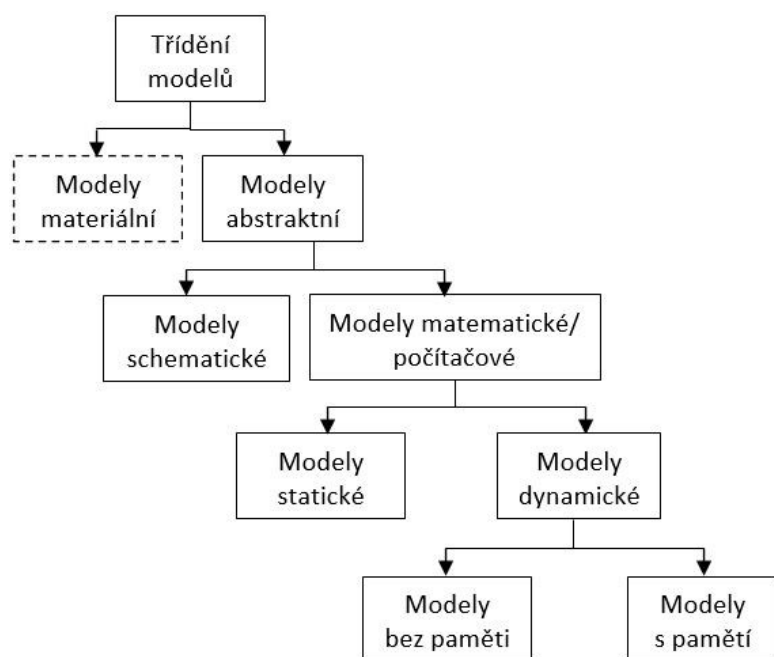 Třídění
modelů
Modely
materiální
Modely
abstraktní
Modely
schematické
Modely matematické/
počítačové
Modely
statické
Modely
dynamické
Modely
bez paměti
Modely
s pamětí